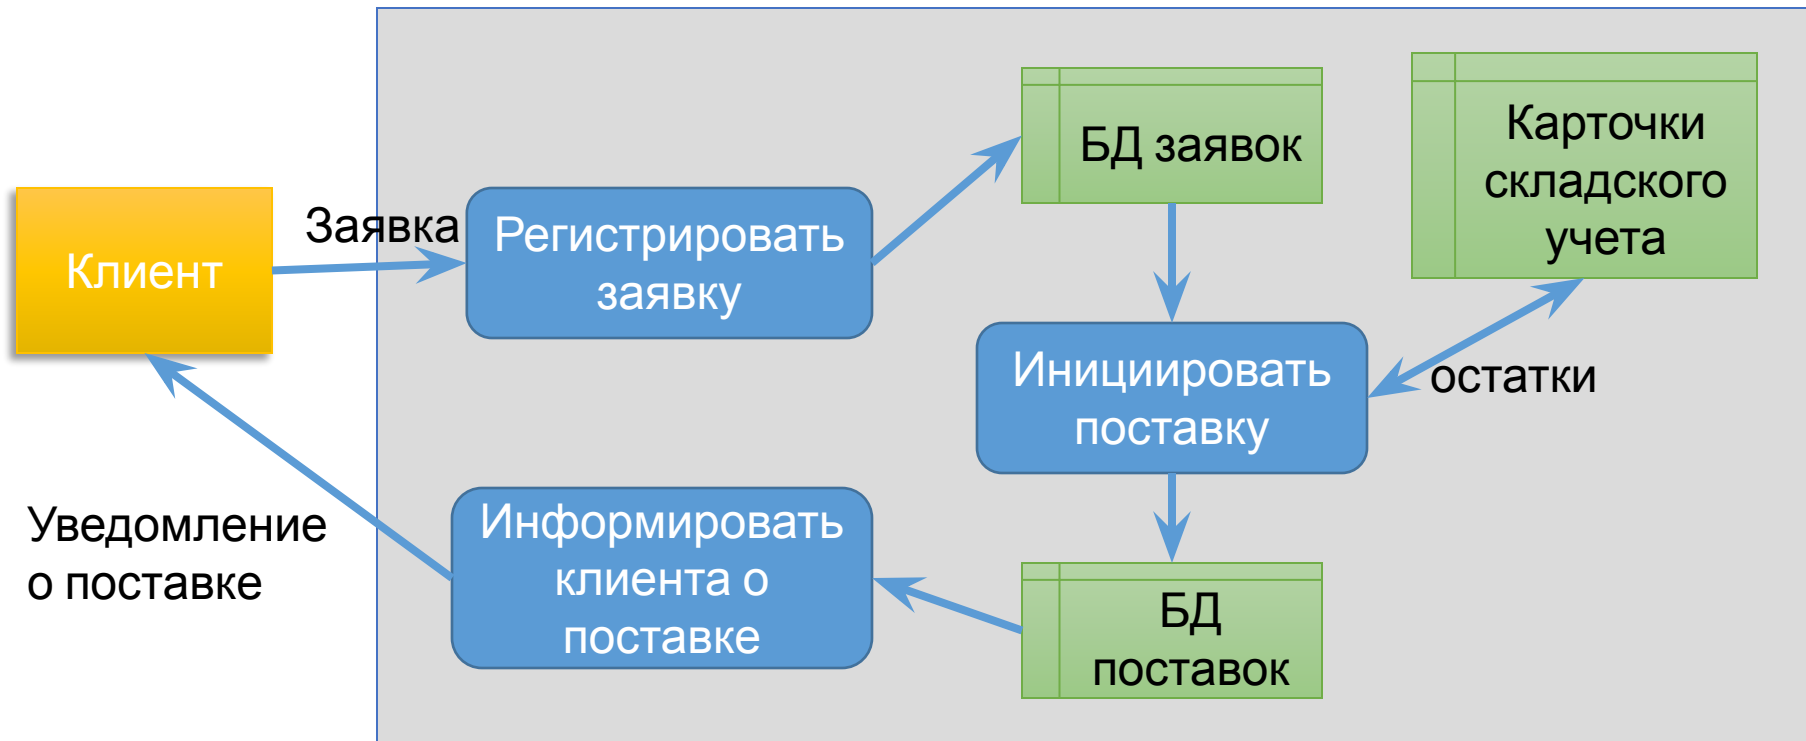 Клиент
Заявка
Регистрировать
заявку
БД заявок
Карточки
складского
учета
Инициировать
поставку
остатки
Уведомление
о поставке
Информировать
клиента о
поставке
БД
поставок